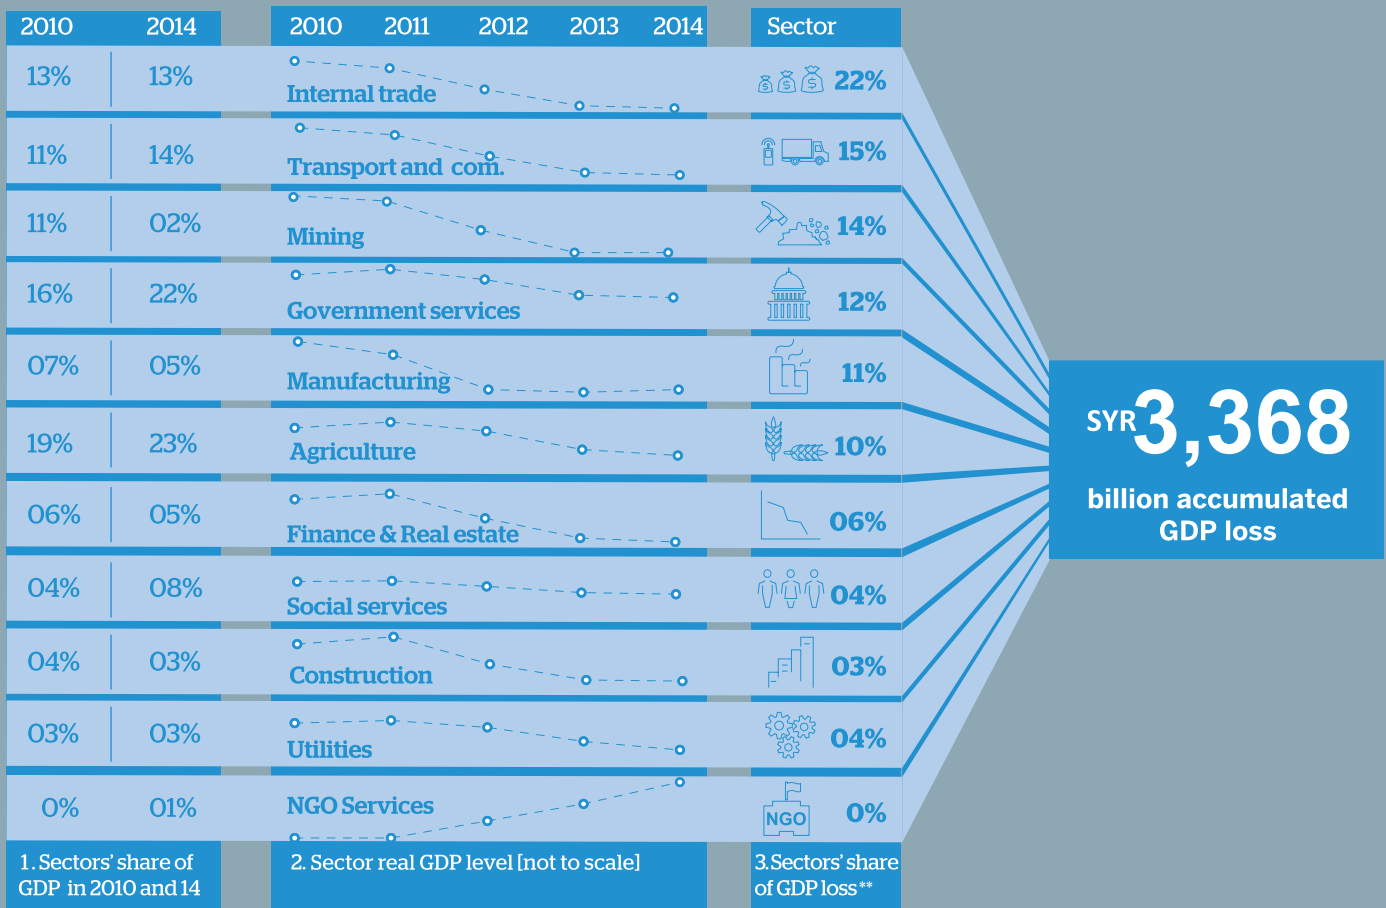 2010 2014 2010 2011 2012 2013 2014 Sector
13% 13% Internal trade $ $ $ 22%
11% 14% Transport and com. 15%
11% 02% Mining 14%
16% 22% Government services 12%
07% 05% Manufacturing 11%
19% 23% Agriculture 10%
06% 05% Finance & Real estate 06%
04% 08% Social services 04%
04% 03% Construction 03%
03% 03% Utilities 04%
0% 01% NGO Services NGO 0%
SYR 3,368
billion accumulated
GDP loss
1. Sectors' share of
GDP in 2010 and 14
2. Sector real GDP level [not to scale]
3. Sectors' share
of GDP loss**